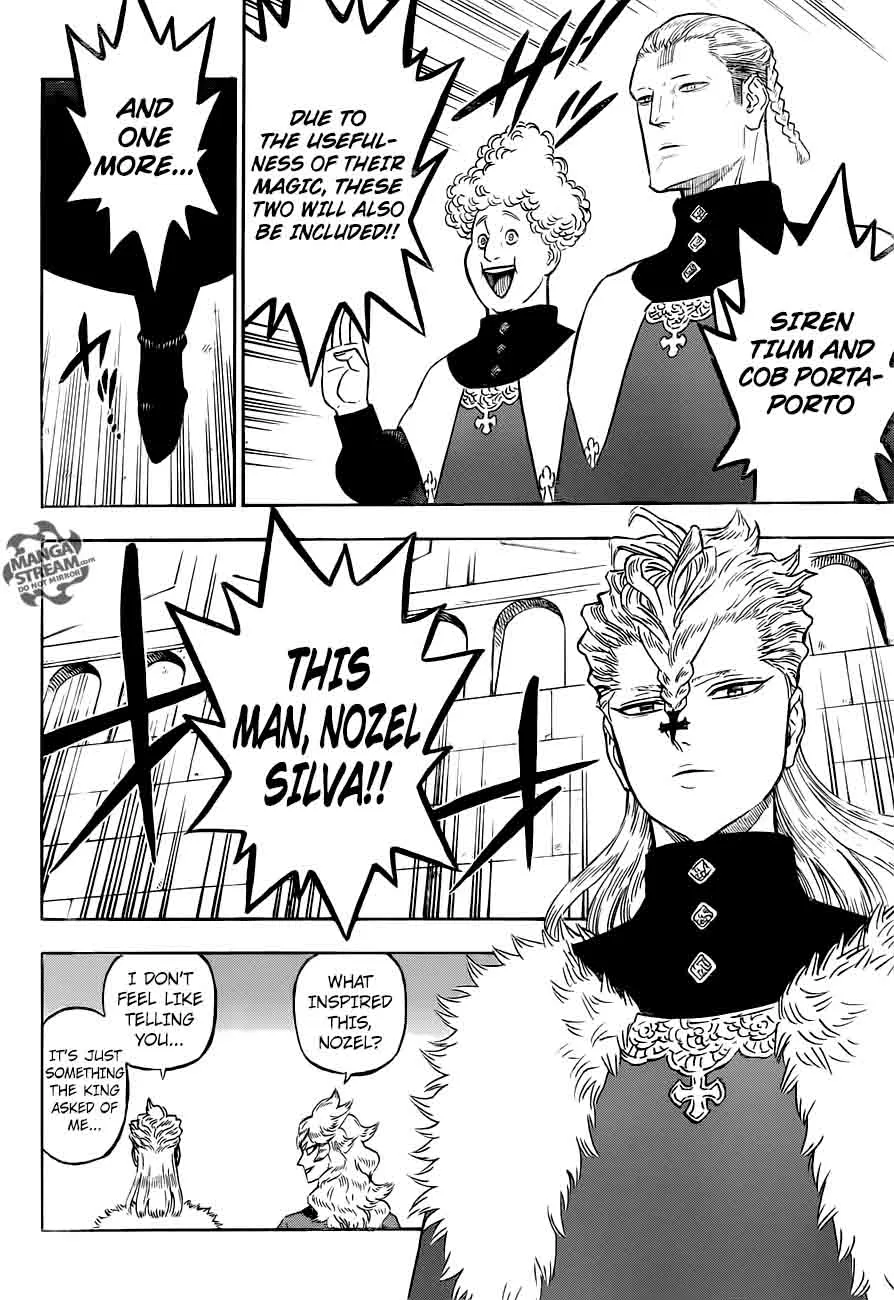 SIREN
TIUM AND
COB PORTA-
PORTO
DUE TO
THE USEFUL-
NESS OF THEIR
MAGIC, THESE
TWO WILL ALSO
BE INCLUDED!!
AND
ONE
MORE...
THIS
MAN, NOZEL
SILVA!!
MANGA
STREAM.com
DO NOT MIRROR
WHAT
INSPIRED
THIS,
NOZEL?
I DON'T
FEEL LIKE
TELLING
YOU...
IT'S JUST
SOMETHING
THE KING
ASKED OF
ME...